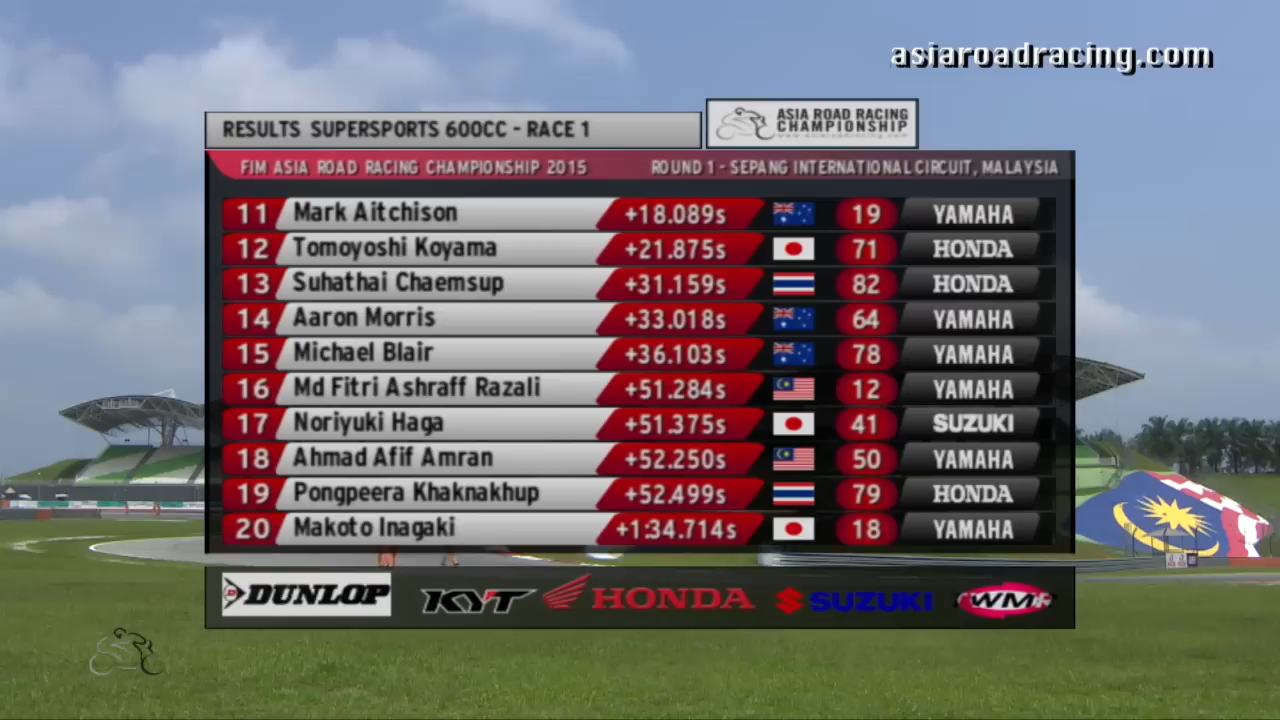 asiaroadracing.com
RESULTS SUPERSPORTS 600CC - RACE 1
ASIA ROAD RACING
CHAMPIONSHIP
www.asiaroadracing.com
FIM ASIA ROAD RACING CHAMPIONSHIP 2015 ROUND 1 - SEPANG INTERNATIONAL CIRCUIT, MALAYSIA
11 Mark Aitchison +18.089s 19 YAMAHA
12 Tomoyoshi Koyama +21.875s 71 HONDA
13 Suhathai Chaemsup +31.159s 82 HONDA
14 Aaron Morris +33.018s 64 YAMAHA
15 Michael Blair +36.103s 78 YAMAHA
16 Md Fitri Ashraff Razali +51.284s 12 YAMAHA
17 Noriyuki Haga +51.375s 41 SUZUKI
18 Ahmad Afif Amran +52.250s 50 YAMAHA
19 Pongpeera Khaknakhup +52.499s 79 HONDA
20 Makoto Inagaki +1:34.714s 18 YAMAHA
DUNLOP KYT HONDA SUZUKI